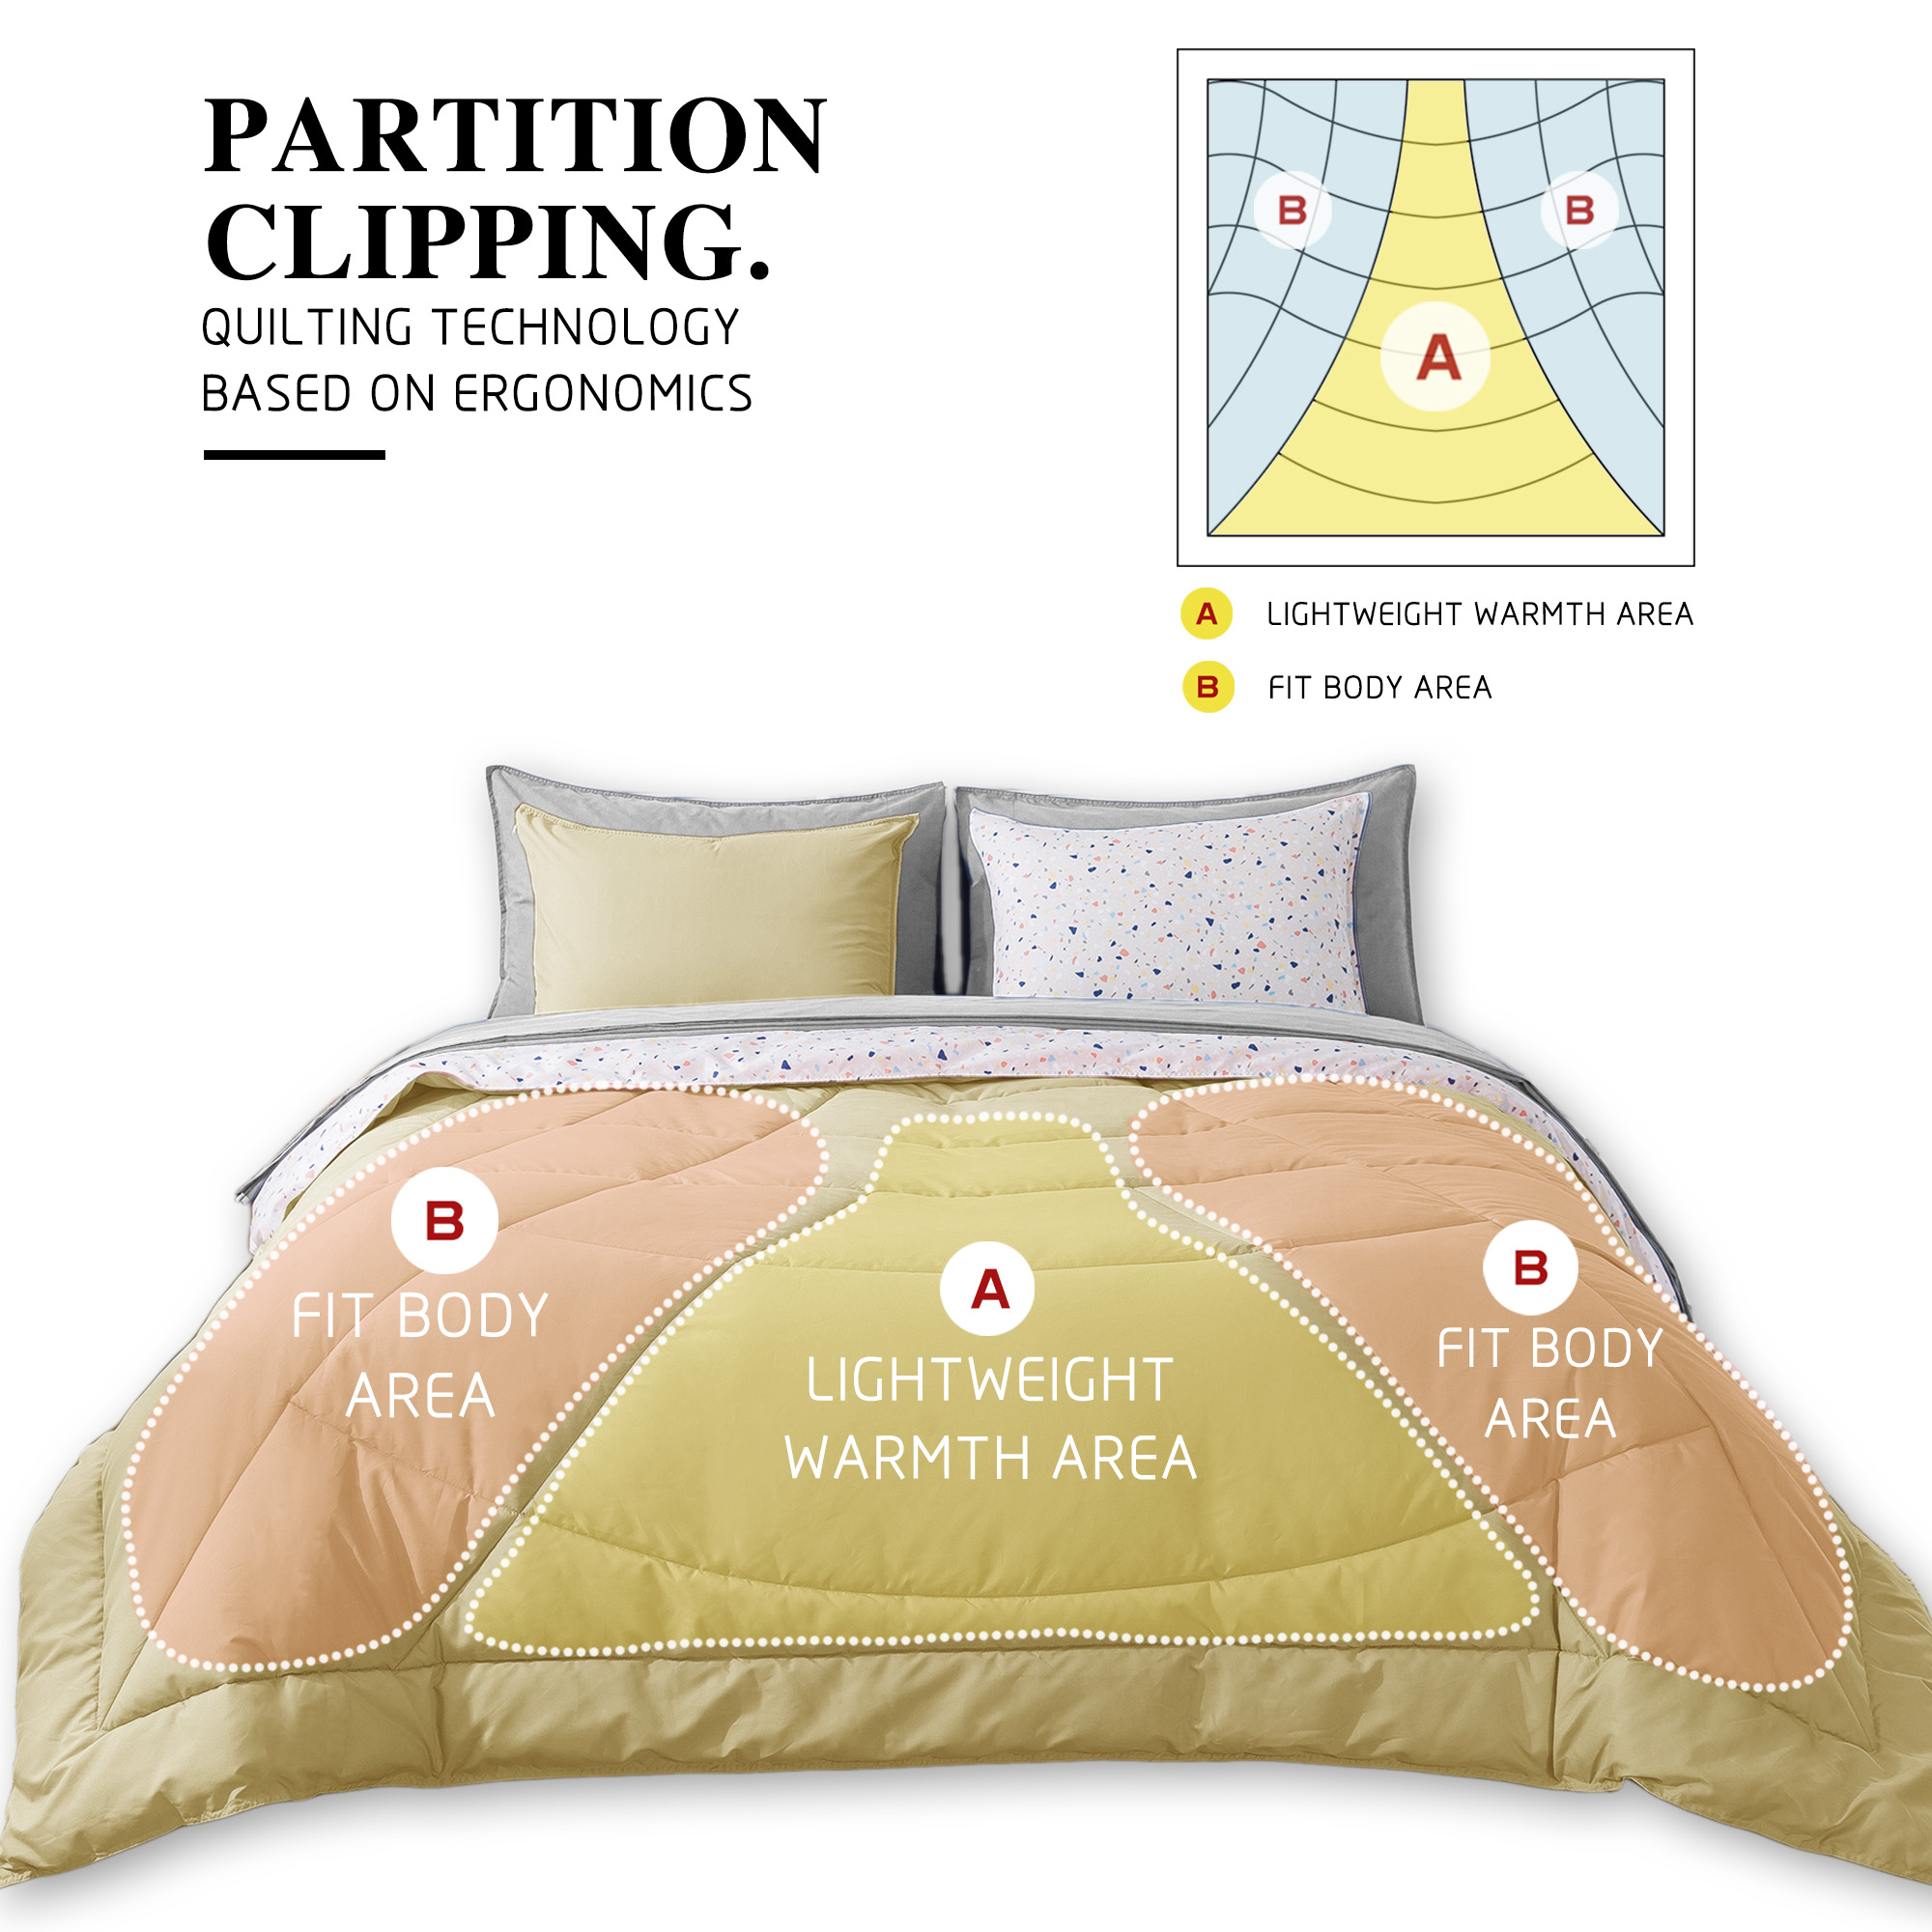 PARTITION
CLIPPING.
QUILTING TECHNOLOGY
BASED ON ERGONOMICS
B
B
A
A LIGHTWEIGHT WARMTH AREA
B FIT BODY AREA
B
FIT BODY
AREA
A
LIGHTWEIGHT
WARMTH AREA
B
FIT BODY
AREA